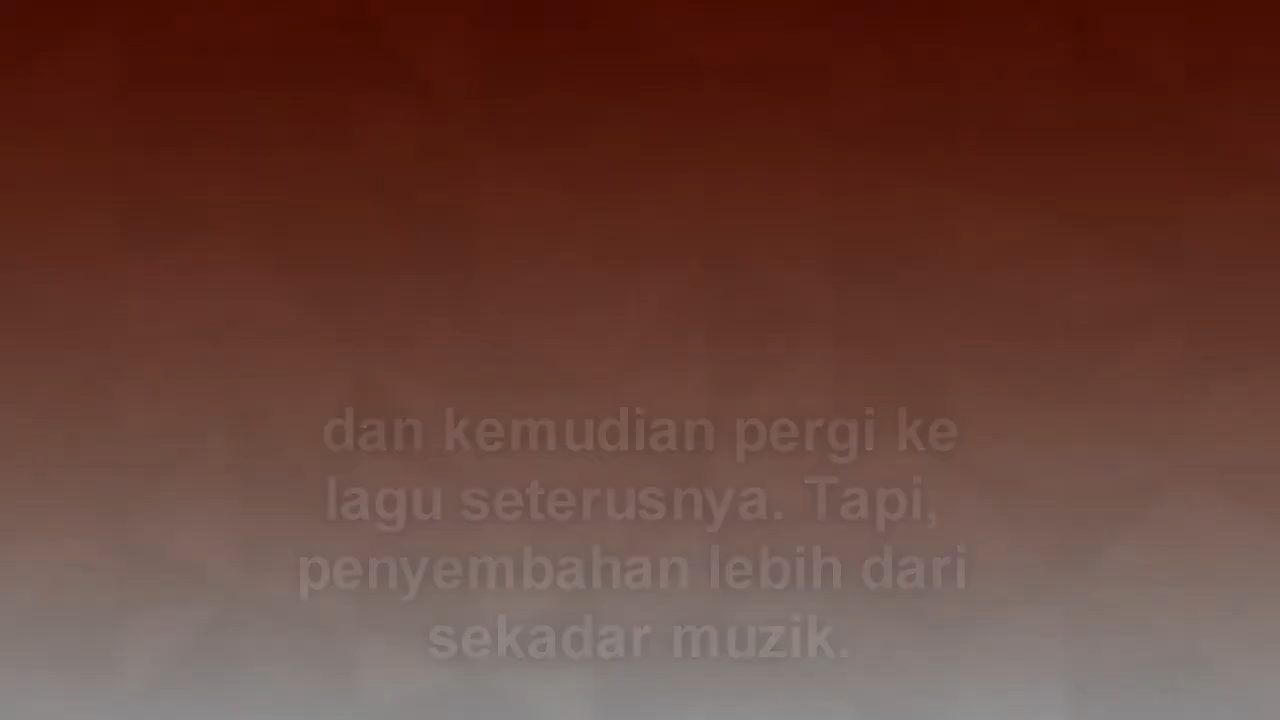 dan kemudian pergi ke
lagu seterusnya. Tapi,
penyembahan lebih dari
sekadar muzik.